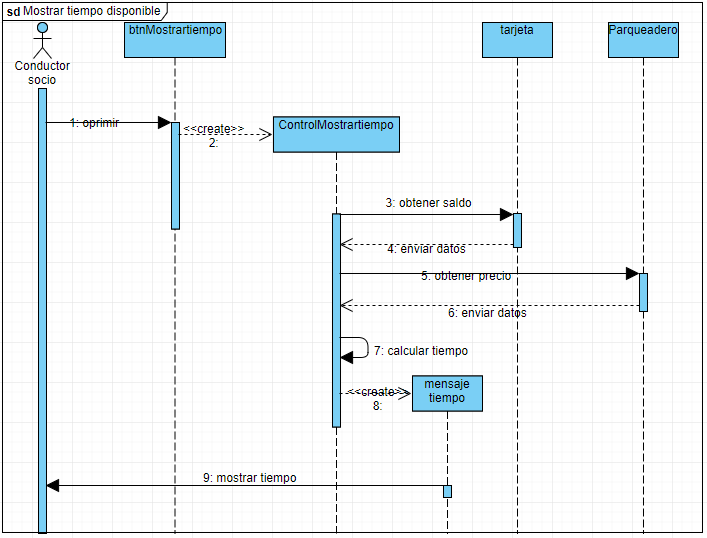 sd Mostrar tiempo disponible
Conductor
socio
btnMostrartiempo
tarjeta
Parqueadero
1: oprimir
<<create>>
2:
ControlMostrartiempo
3: obtener saldo
4: enviar datos
5: obtener precio
6: enviar datos
7: calcular tiempo
<<create>>
8:
mensaje
tiempo
9: mostrar tiempo